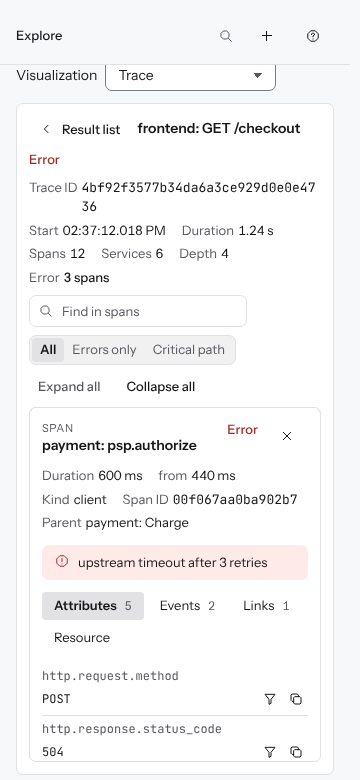 Explore
Visualization Trace
Result list frontend: GET /checkout
Error
Trace ID 4bf92f3577b34da6a3ce929d0e0e47
36
Start 02:37:12.018 PM Duration 1.24 s
Spans 12 Services 6 Depth 4
Error 3 spans
Find in spans
All Errors only Critical path
Expand all Collapse all
SPAN
Error
payment: psp.authorize
Duration 600 ms from 440 ms
Kind client Span ID 00f067aa0ba902b7
Parent payment: Charge
upstream timeout after 3 retries
Attributes 5 Events 2 Links 1
Resource
http.request.method
POST
http.response.status_code
504